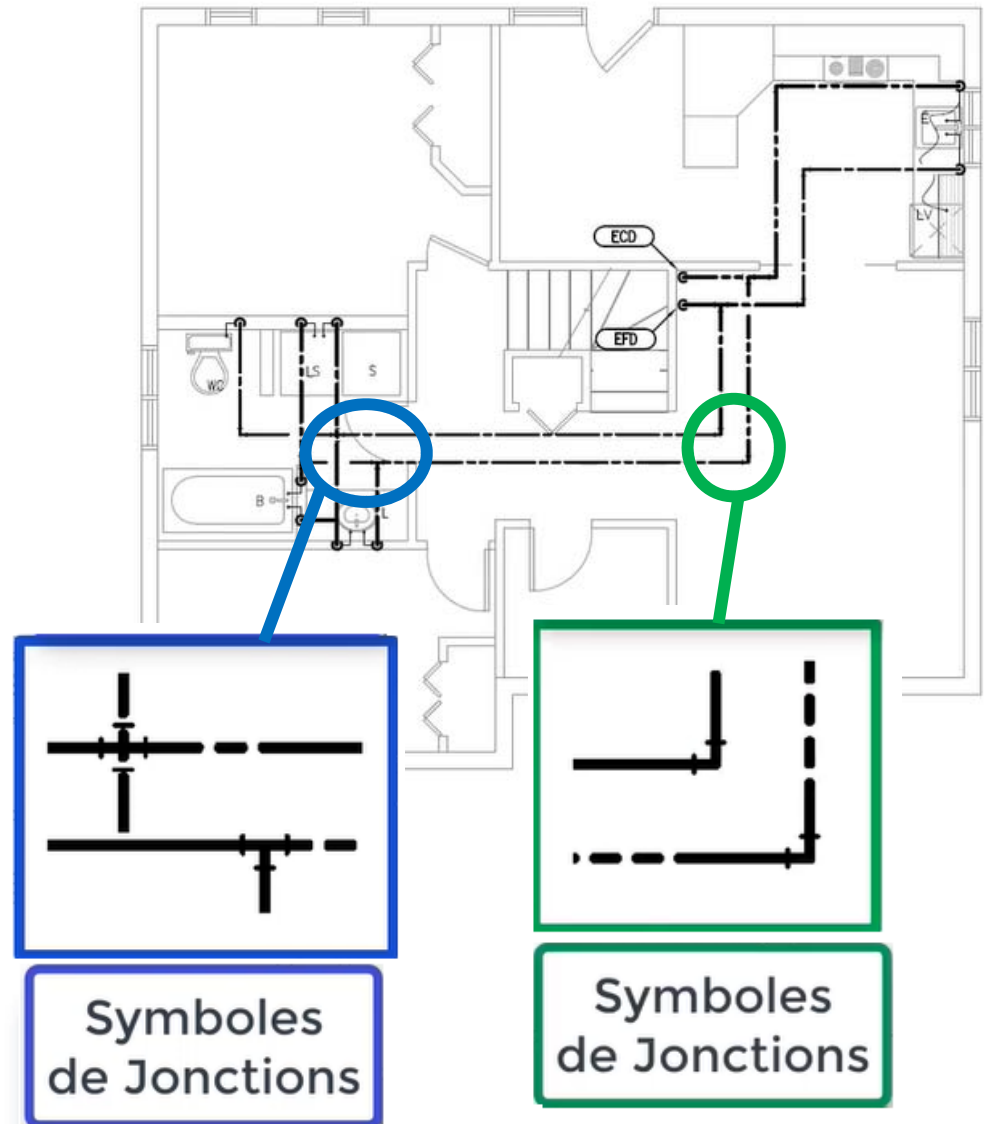 E
LV
ECD
EFD
WC
LS
S
B
L
Symboles
de Jonctions
Symboles
de Jonctions